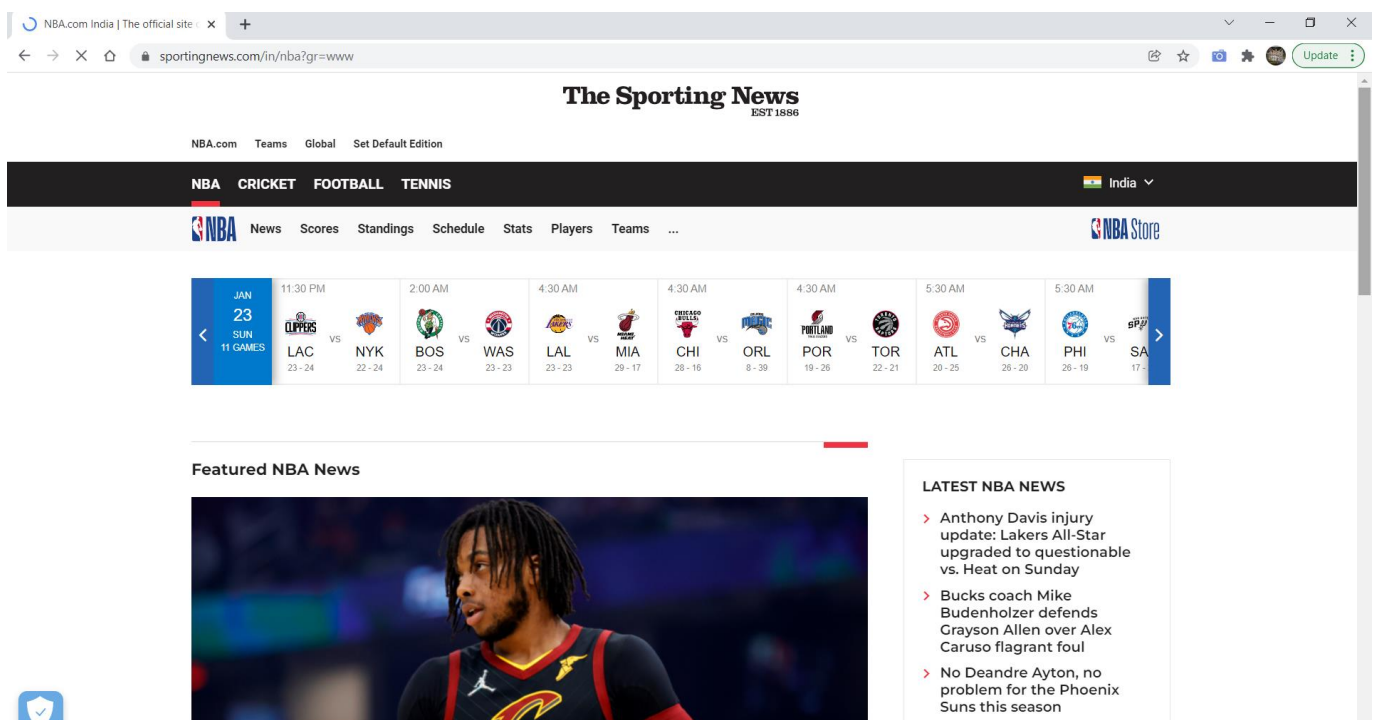 NBA.com India | The official site
sportingnews.com/in/nba?gr=www
Update
The Sporting News
EST 1886
NBA.com Teams Global Set Default Edition
NBA CRICKET FOOTBALL TENNIS
India
NBA News Scores Standings Schedule Stats Players Teams ...
NBA Store
JAN
23
SUN
11 GAMES
11:30 PM 2:00 AM 4:30 AM 4:30 AM 4:30 AM 5:30 AM 5:30 AM
LAC vs NYK
23 - 24 22 - 24
BOS vs WAS
23 - 24 23 - 23
LAL vs MIA
23 - 23 29 - 17
CHI vs ORL
28 - 16 8 - 39
POR vs TOR
19 - 26 22 - 21
ATL vs CHA
20 - 25 26 - 20
PHI vs SA
26 - 19 17 -
Featured NBA News
LATEST NBA NEWS
Anthony Davis injury
update: Lakers All-Star
upgraded to questionable
vs. Heat on Sunday
Bucks coach Mike
Budenholzer defends
Grayson Allen over Alex
Caruso flagrant foul
No Deandre Ayton, no
problem for the Phoenix
Suns this season